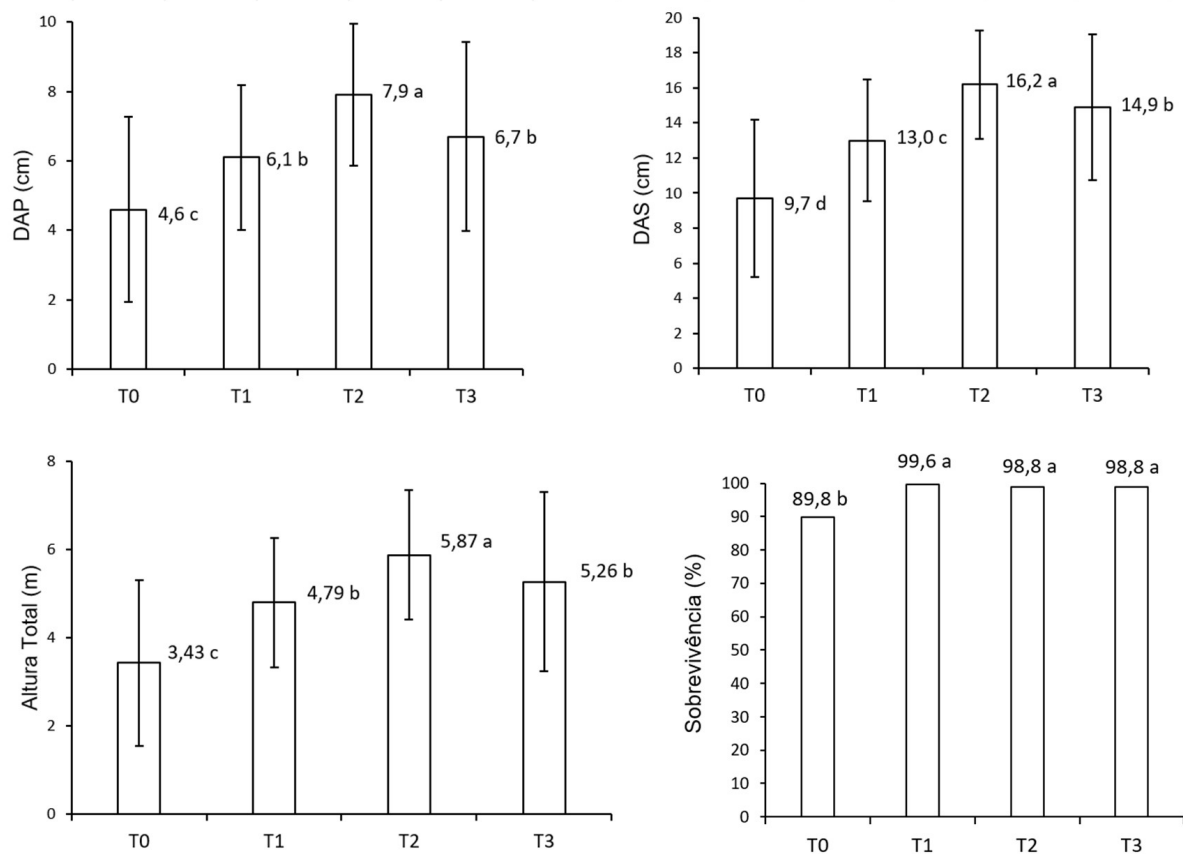 DAP (cm)
10
8
6
4
2
0
4,6 c
6,1 b
7,9 a
6,7 b
T0 T1 T2 T3
DAS (cm)
20
18
16
14
12
10
8
6
4
2
0
9,7 d
13,0 c
16,2 a
14,9 b
T0 T1 T2 T3
Altura Total (m)
8
6
4
2
0
3,43 c
4,79 b
5,87 a
5,26 b
T0 T1 T2 T3
Sobrevivência (%)
100
90
80
70
60
50
40
30
20
10
0
89,8 b
99,6 a
98,8 a
98,8 a
T0 T1 T2 T3